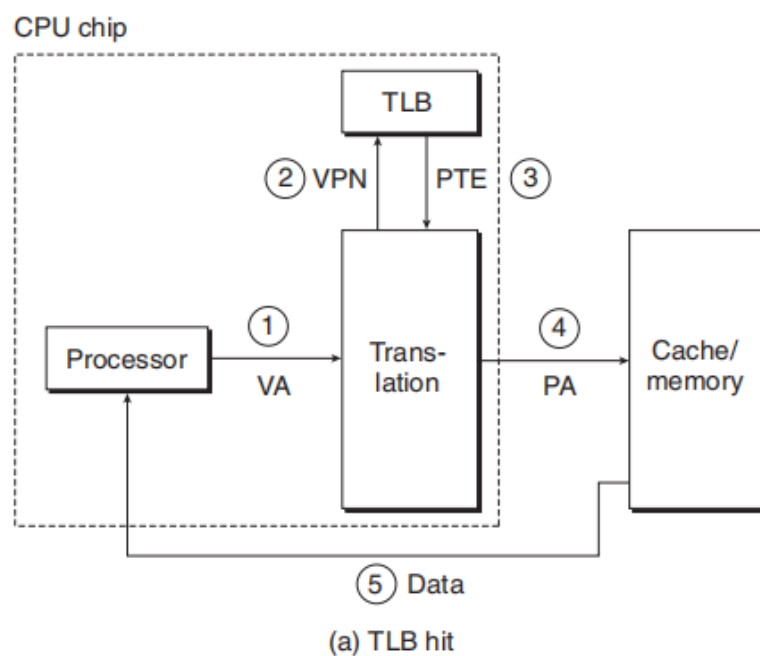 CPU chip
TLB
2 VPN
PTE 3
1
4
Processor
Trans-
lation
Cache/
memory
VA
PA
5 Data
(a) TLB hit